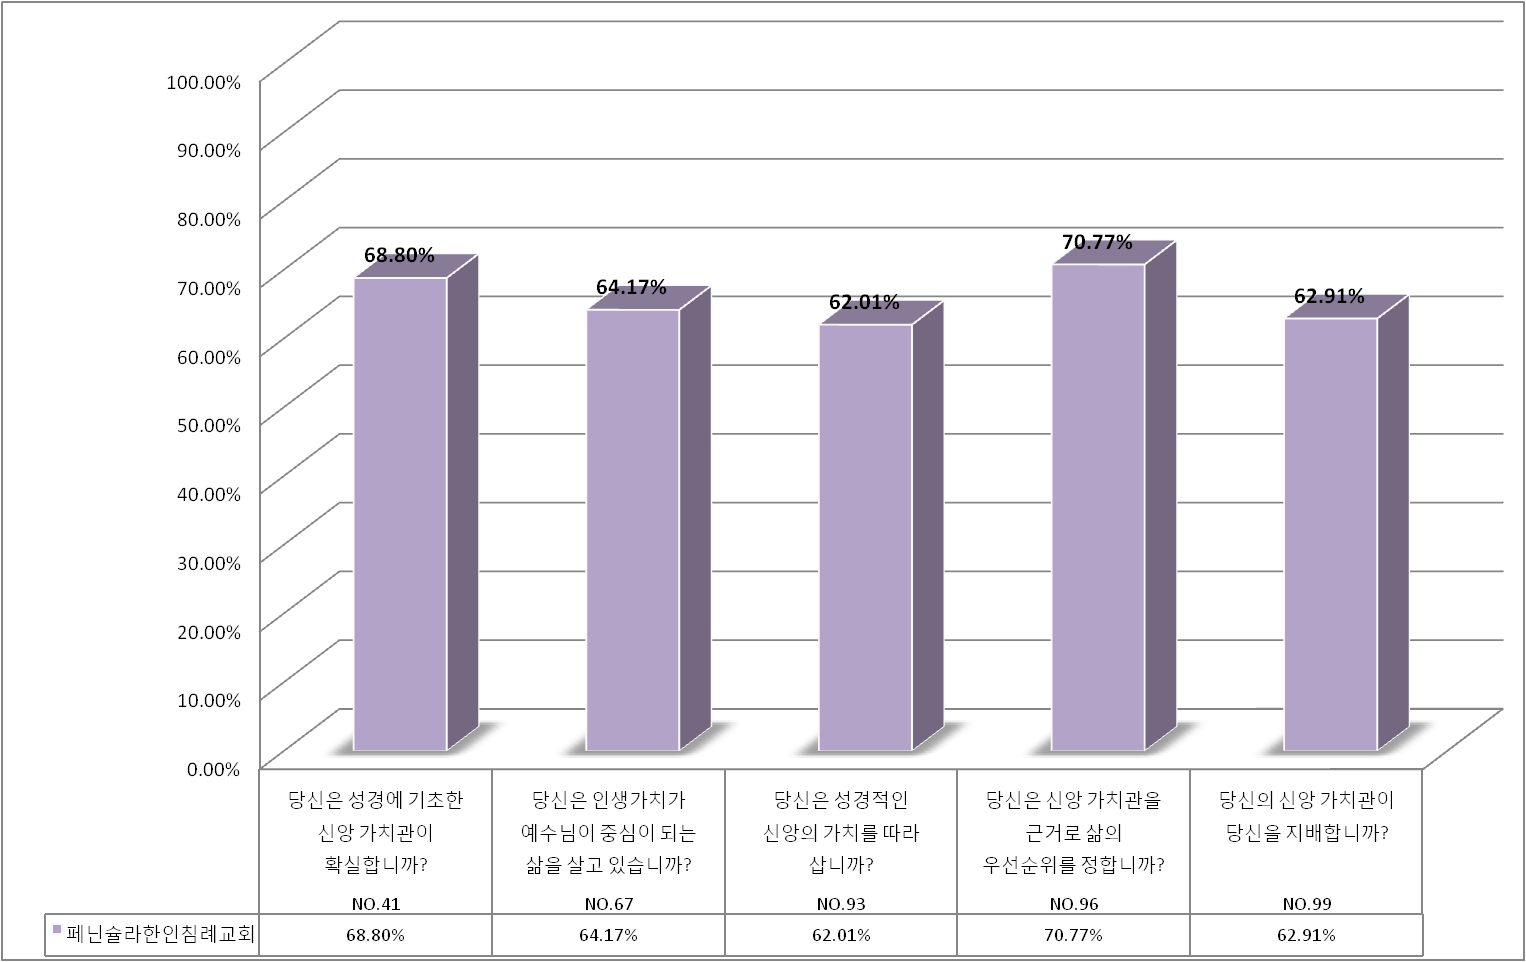 100.00%
90.00%
80.00%
70.00%
60.00%
50.00%
40.00%
30.00%
20.00%
10.00%
0.00%
68.80%
64.17%
62.01%
70.77%
62.91%
당신은 성경에 기초한
신앙 가치관이
확실합니까?
NO.41
당신은 인생가치가
예수님이 중심이 되는
삶을 살고 있습니까?
NO.67
당신은 성경적인
신앙의 가치를 따라
삽니까?
NO.93
당신은 신앙 가치관을
근거로 삶의
우선순위를 정합니까?
NO.96
당신의 신앙 가치관이
당신을 지배합니까?
NO.99
페닌슐라한인침례교회 68.80% 64.17% 62.01% 70.77% 62.91%